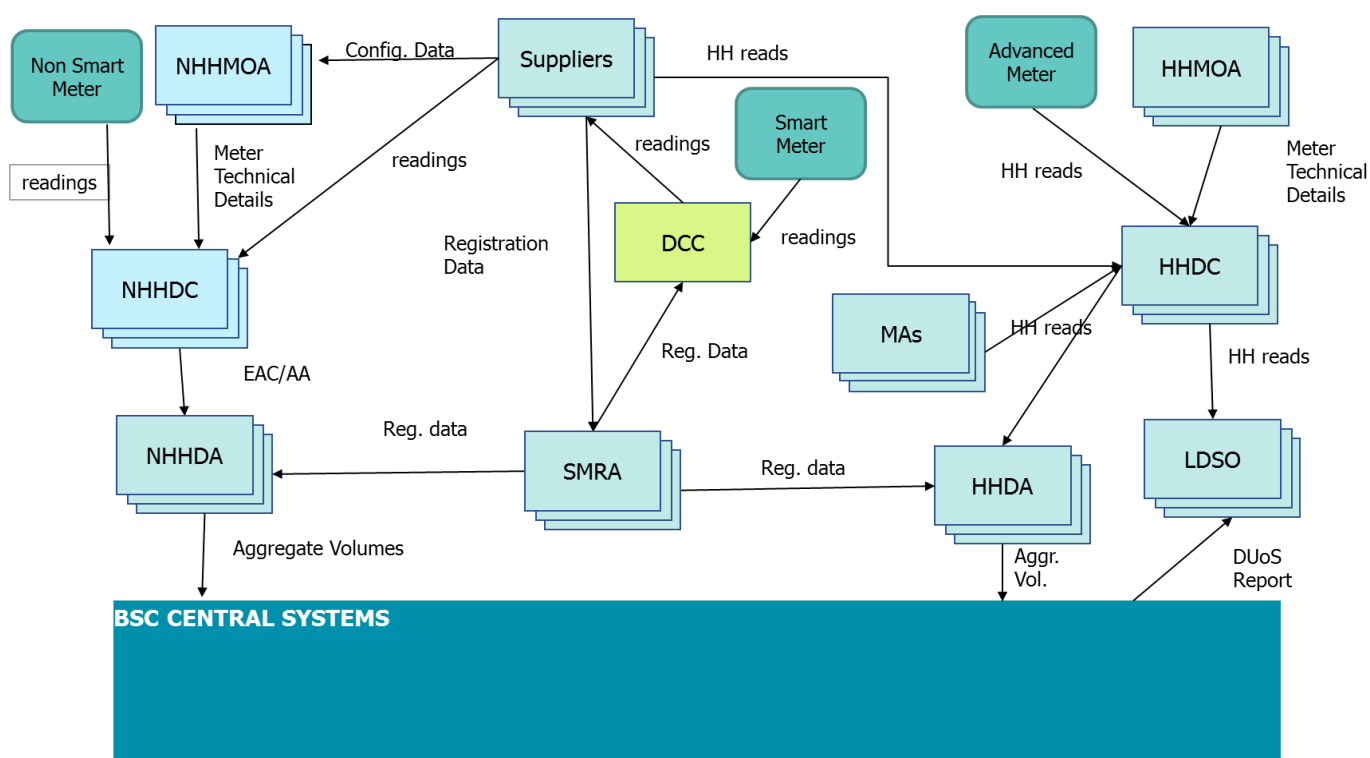 Non Smart
Meter
NHHMOA
Config. Data
Suppliers
HH reads
Advanced
Meter
HHMOA
Smart
Meter
readings
Meter
Technical
Details
readings
readings
HH reads
Meter
Technical
Details
Registration
Data
DCC
readings
NHHDC
HHDC
MAs
HH reads
Reg. Data
HH reads
EAC/AA
NHHDA
Reg. data
SMRA
Reg. data
HHDA
LDSO
Aggregate Volumes
Aggr.
Vol.
DUoS
Report
BSC CENTRAL SYSTEMS